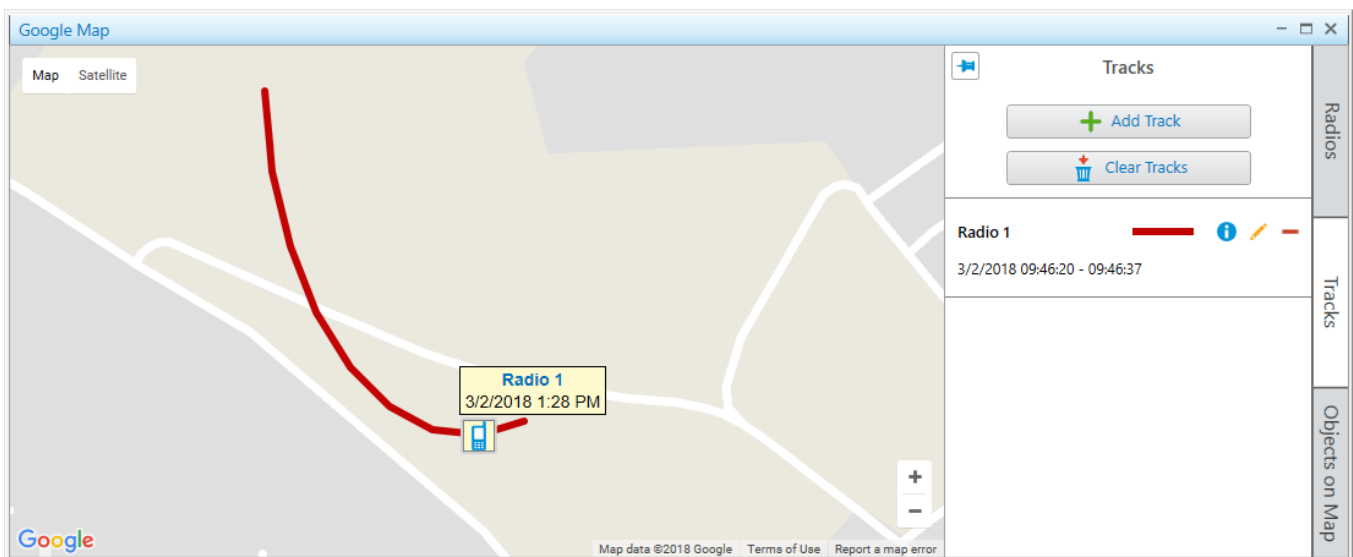 Google Map
Map Satellite
Tracks
Add Track
Clear Tracks
Radio 1
3/2/2018 09:46:20 - 09:46:37
Radios
Tracks
Objects on Map
Radio 1
3/2/2018 1:28 PM
Google
Map data ©2018 Google Terms of Use Report a map error